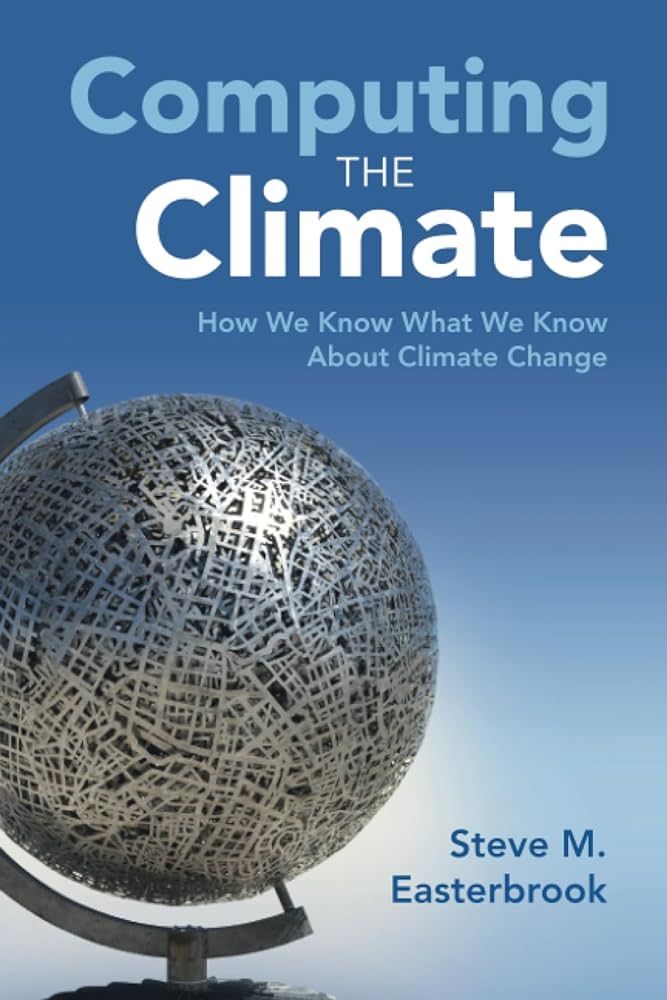 Computing
THE
Climate
How We Know What We Know
About Climate Change
Steve M.
Easterbrook